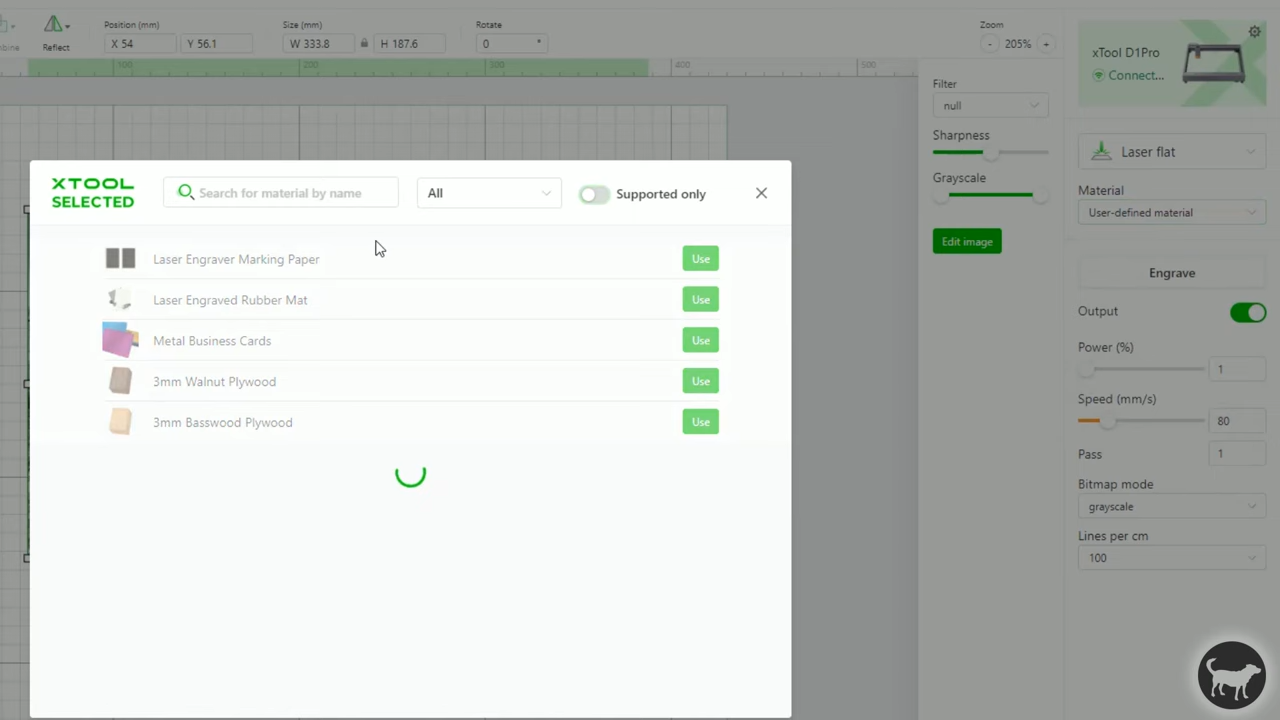 Position (mm)
Size (mm)
Rotate
Zoom
X 54
Y 56.1
W 333.8
H 187.6
0
°
- 205% +
bine
Reflect
100
200
300
400
500
xTool D1Pro
Connect...
Filter
null
Sharpness
Grayscale
Edit image
XTOOL
SELECTED
Search for material by name
All
Supported only
Laser Engraver Marking Paper
Use
Laser Engraved Rubber Mat
Use
Metal Business Cards
Use
3mm Walnut Plywood
Use
3mm Basswood Plywood
Use
Laser flat
Material
User-defined material
Engrave
Output
Power (%)
1
Speed (mm/s)
80
Pass
1
Bitmap mode
grayscale
Lines per cm
100